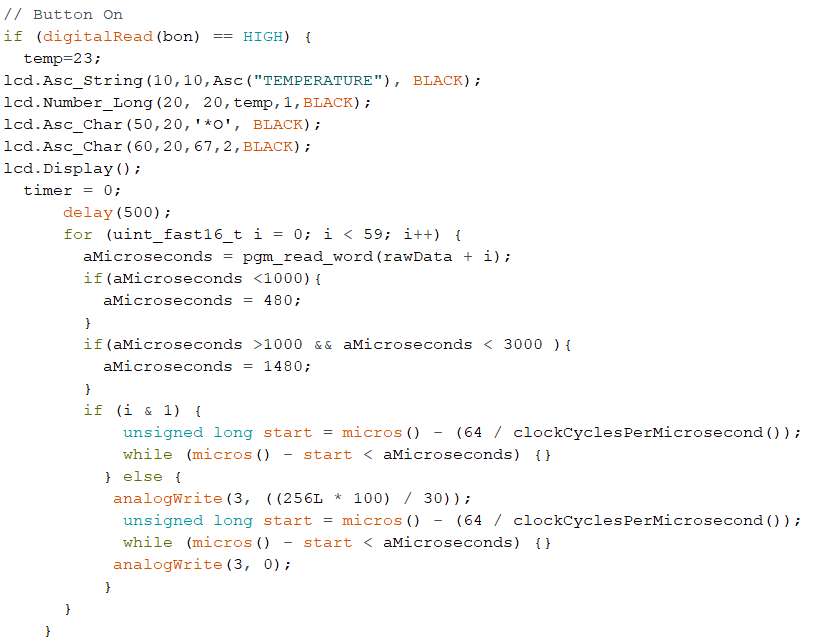 // Button On
if (digitalRead(bon) == HIGH) {
  temp=23;
lcd.Asc_String(10,10,Asc("TEMPERATURE"), BLACK);
lcd.Number_Long(20, 20,temp,1,BLACK);
lcd.Asc_Char(50,20,'*O', BLACK);
lcd.Asc_Char(60,20,67,2,BLACK);
lcd.Display();
  timer = 0;
      delay(500);
      for (uint_fast16_t i = 0; i < 59; i++) {
        aMicroseconds = pgm_read_word(rawData + i);
        if(aMicroseconds <1000){
          aMicroseconds = 480;
        }
        if(aMicroseconds >1000 && aMicroseconds < 3000 ){
          aMicroseconds = 1480;
        }
        if (i & 1) {
            unsigned long start = micros() - (64 / clockCyclesPerMicrosecond());
            while (micros() - start < aMicroseconds) {}
          } else {
           analogWrite(3, ((256L * 100) / 30));
            unsigned long start = micros() - (64 / clockCyclesPerMicrosecond());
            while (micros() - start < aMicroseconds) {}
           analogWrite(3, 0);
          }
      }
    }